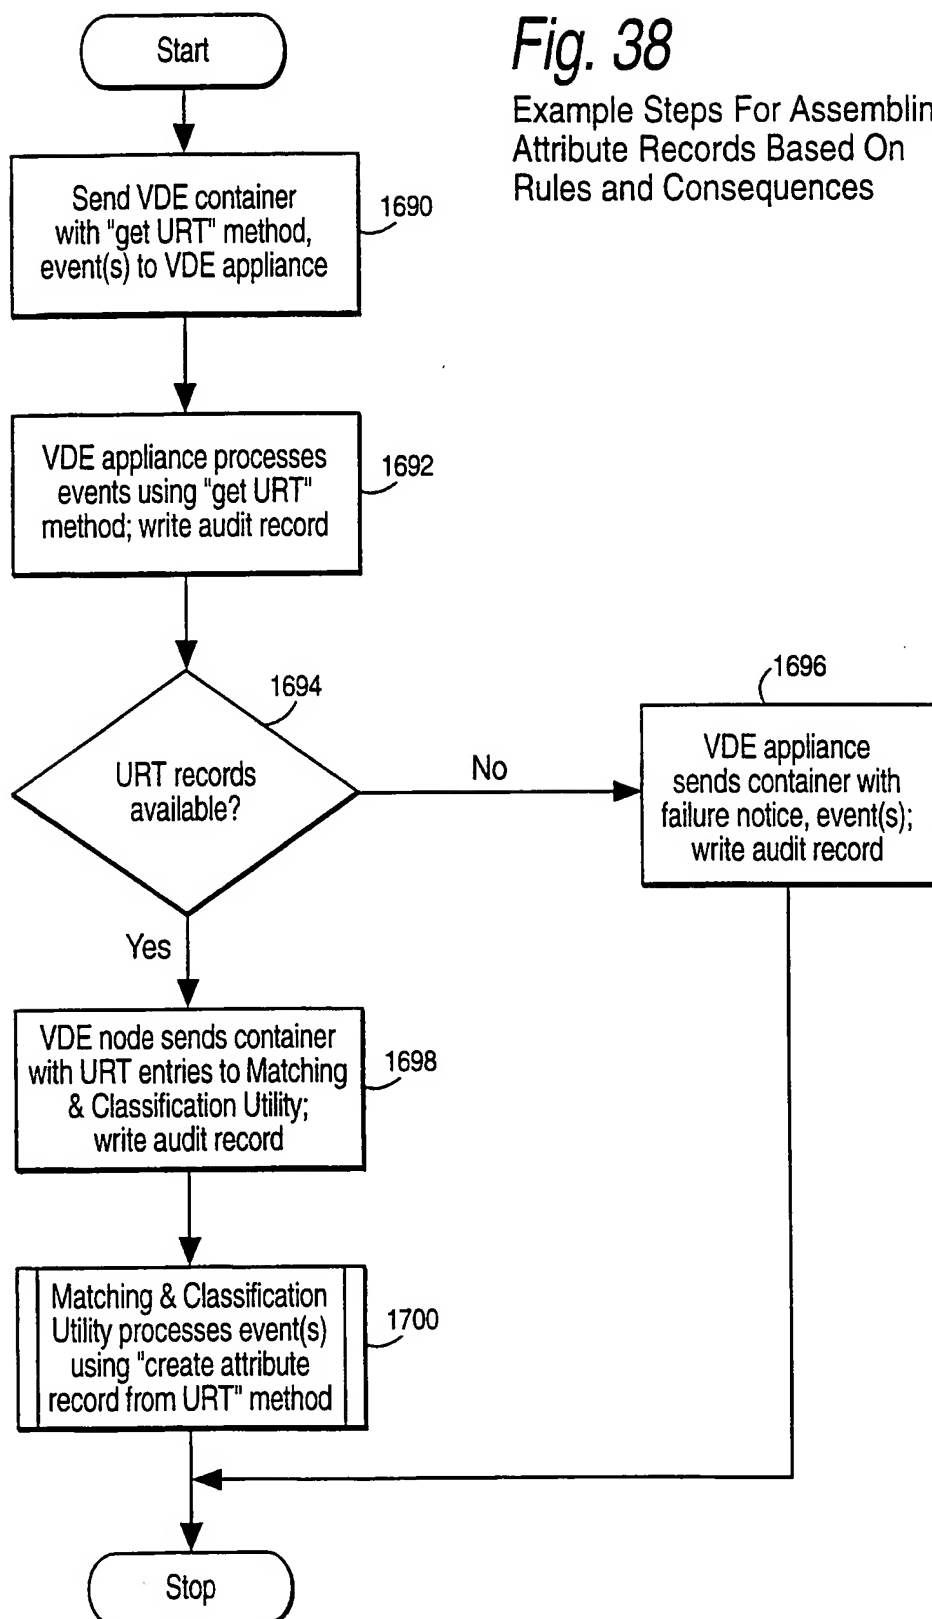 Start
Fig. 38
Example Steps For Assemblin
Attribute Records Based On
Rules and Consequences
Send VDE container
with "get URT" method,
event(s) to VDE appliance
1690
VDE appliance processes
events using "get URT"
method; write audit record
1692
URT records
available?
1694
No
Yes
1696
VDE appliance
sends container with
failure notice, event(s);
write audit record
VDE node sends container
with URT entries to Matching
& Classification Utility;
write audit record
1698
Matching & Classification
Utility processes event(s)
using "create attribute
record from URT" method
1700
Stop